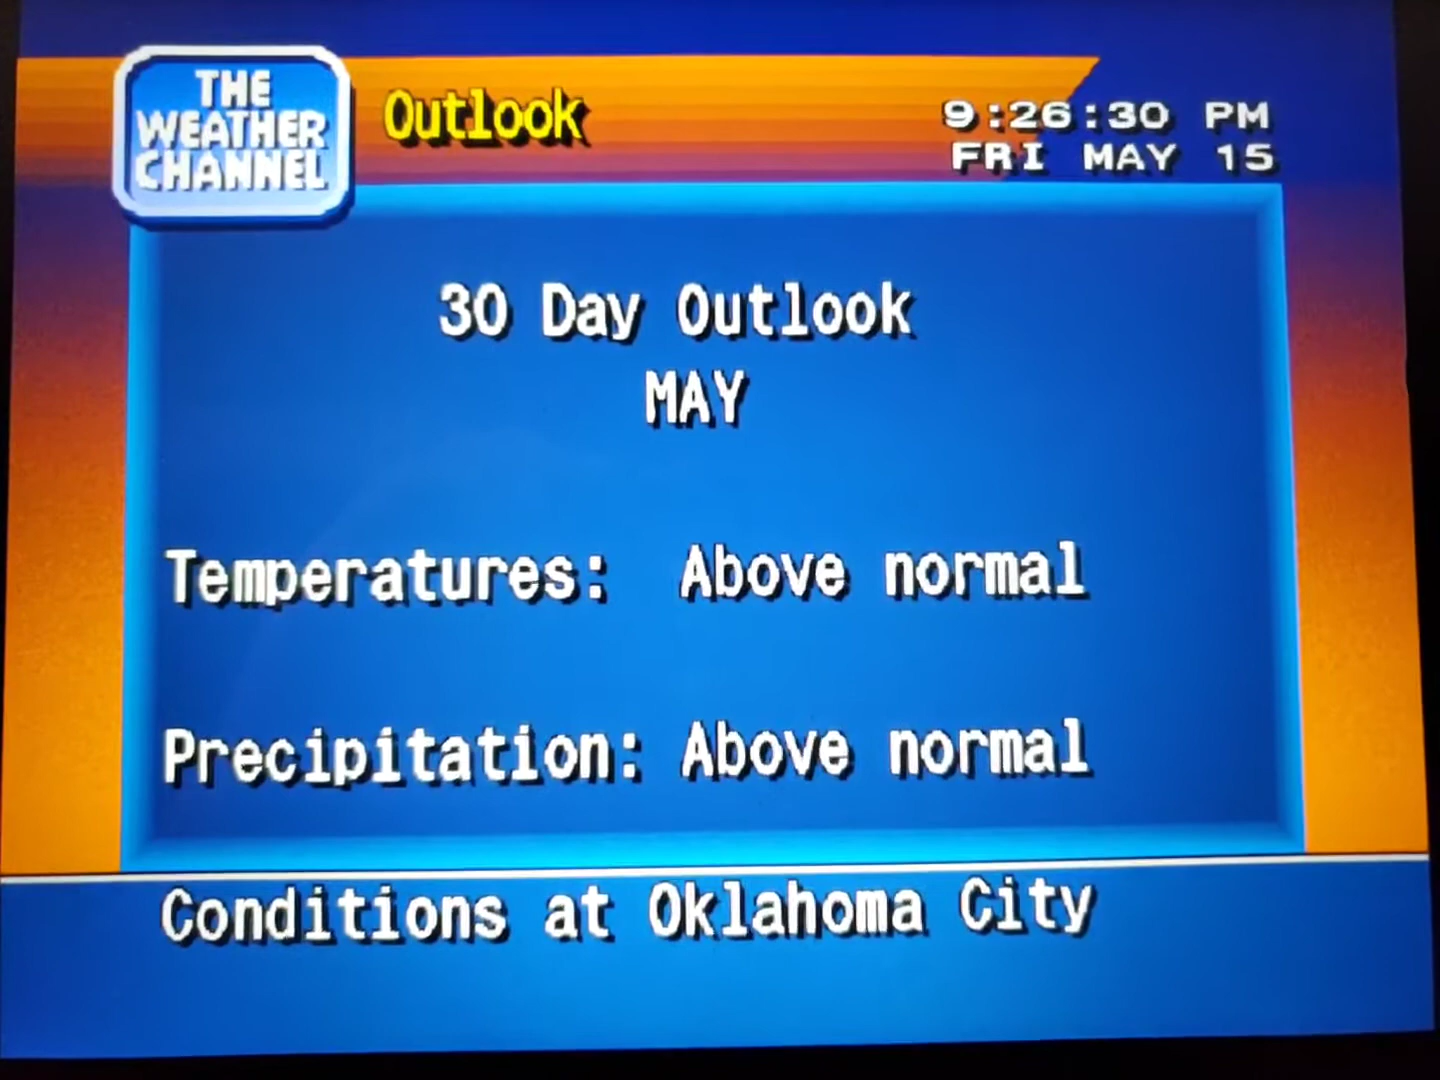 THE
WEATHER
CHANNEL
Outlook
9:26:30 PM
FRI MAY 15
30 Day Outlook
MAY
Temperatures: Above normal
Precipitation: Above normal
Conditions at Oklahoma City